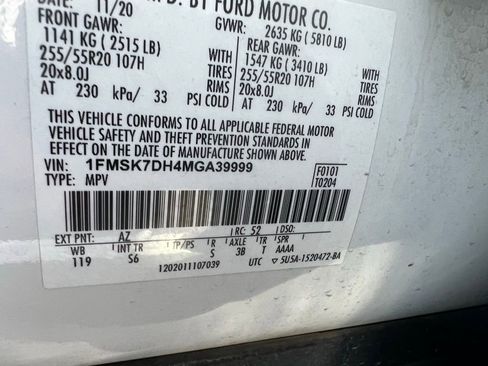 DATE: 11/20
BY FORD MOTOR CO.
FRONT GAWR: GVWR: 2635 KG ( 5810 LB)
1141 KG ( 2515 LB) REAR GAWR:
255/55R20 107H WITH 1547 KG ( 3410 LB) WITH
20x8.0J TIRES 255/55R20 107H TIRES
RIMS 20x8.0J RIMS
AT 230 kPa/ 33 PSI COLD AT 230 kPa/ 33 PSI COLD
THIS VEHICLE CONFORMS TO ALL APPLICABLE FEDERAL MOTOR
VEHICLE SAFETY AND THEFT PREVENTION STANDARDS IN
EFFECT ON THE DATE OF MANUFACTURE SHOWN ABOVE.
VIN: 1FMSK7DH4MGA39999 F0101
TYPE: MPV T0204
EXT PNT: AZ RC: 52
WB INT TR TP/PS R AXLE TR SPR
119 S6 S 3B T AAAA
1202011107039 UTC ▽ 5U5A-1520472-BA